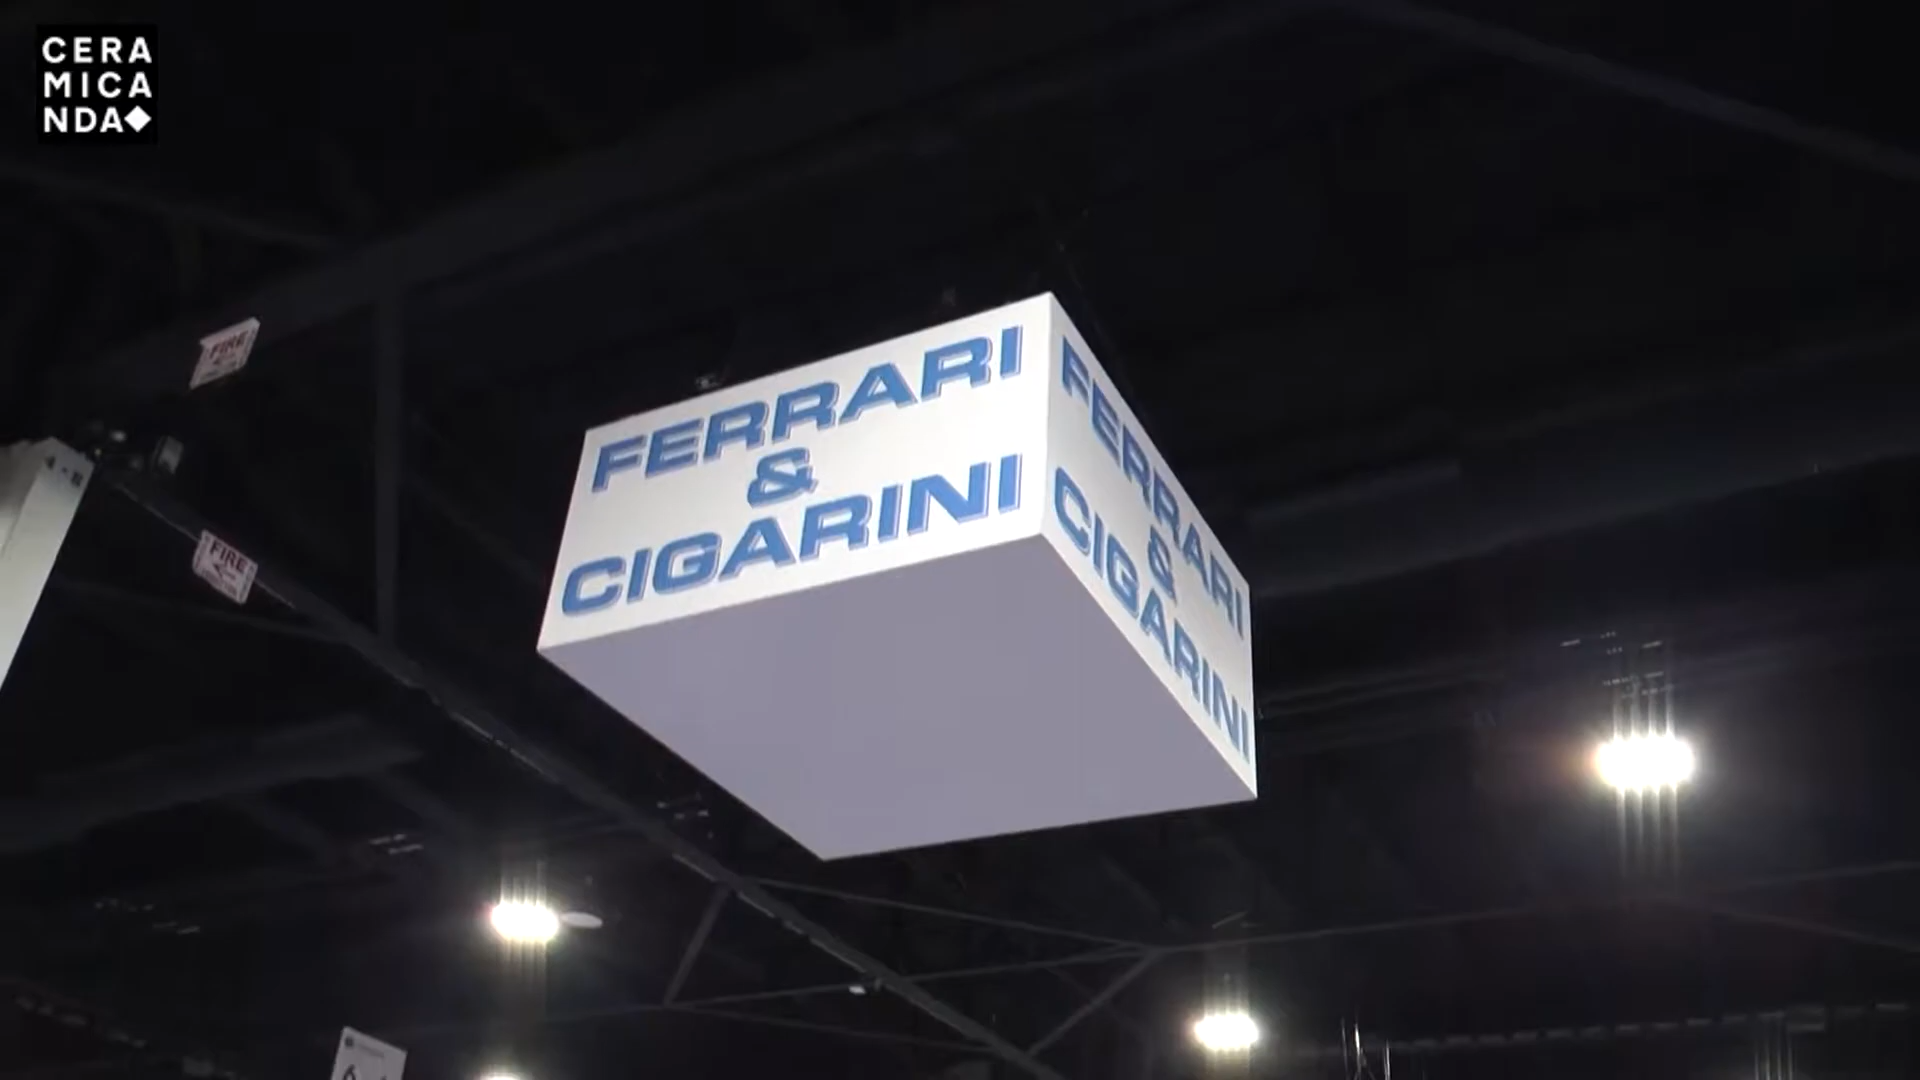 CERA
MICA
NDA
FIRE
FERRARI
&
CIGARINI
FERRARI
&
CIGARINI
FIRE